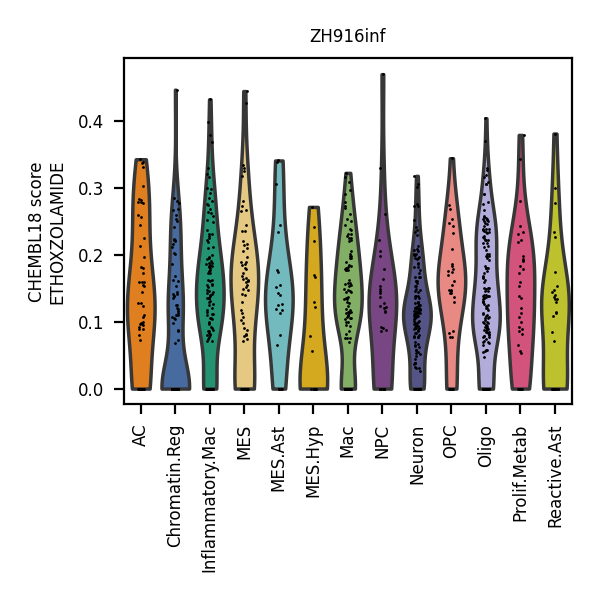 ZH916inf
CHEMBL18 score
ETHOXZOLAMIDE
0.4
0.3
0.2
0.1
0.0
AC
Chromatin.Reg
Inflammatory.Mac
MES
MES.Ast
MES.Hyp
Mac
NPC
Neuron
OPC
Oligo
Prolif.Metab
Reactive.Ast